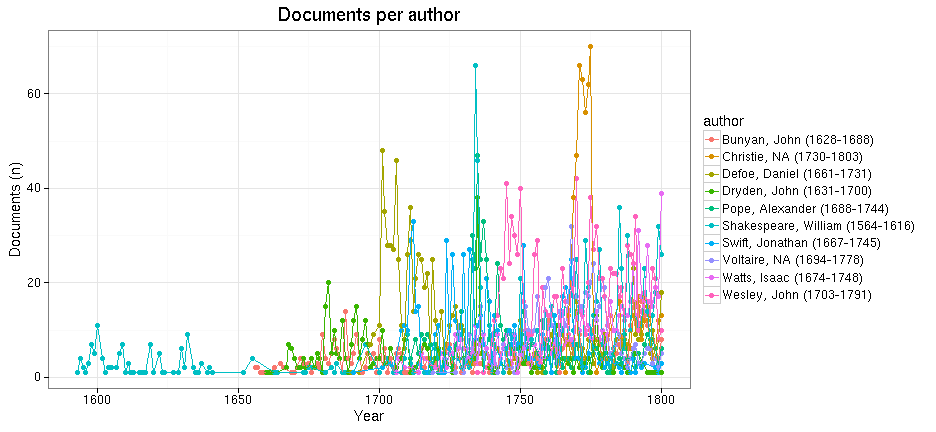 Documents per author
60
40
20
0
Documents (n)
1600
1650
1700
1750
1800
Year
author
Bunyan, John (1628-1688)
Christie, NA (1730-1803)
Defoe, Daniel (1661-1731)
Dryden, John (1631-1700)
Pope, Alexander (1688-1744)
Shakespeare, William (1564-1616)
Swift, Jonathan (1667-1745)
Voltaire, NA (1694-1778)
Watts, Isaac (1674-1748)
Wesley, John (1703-1791)